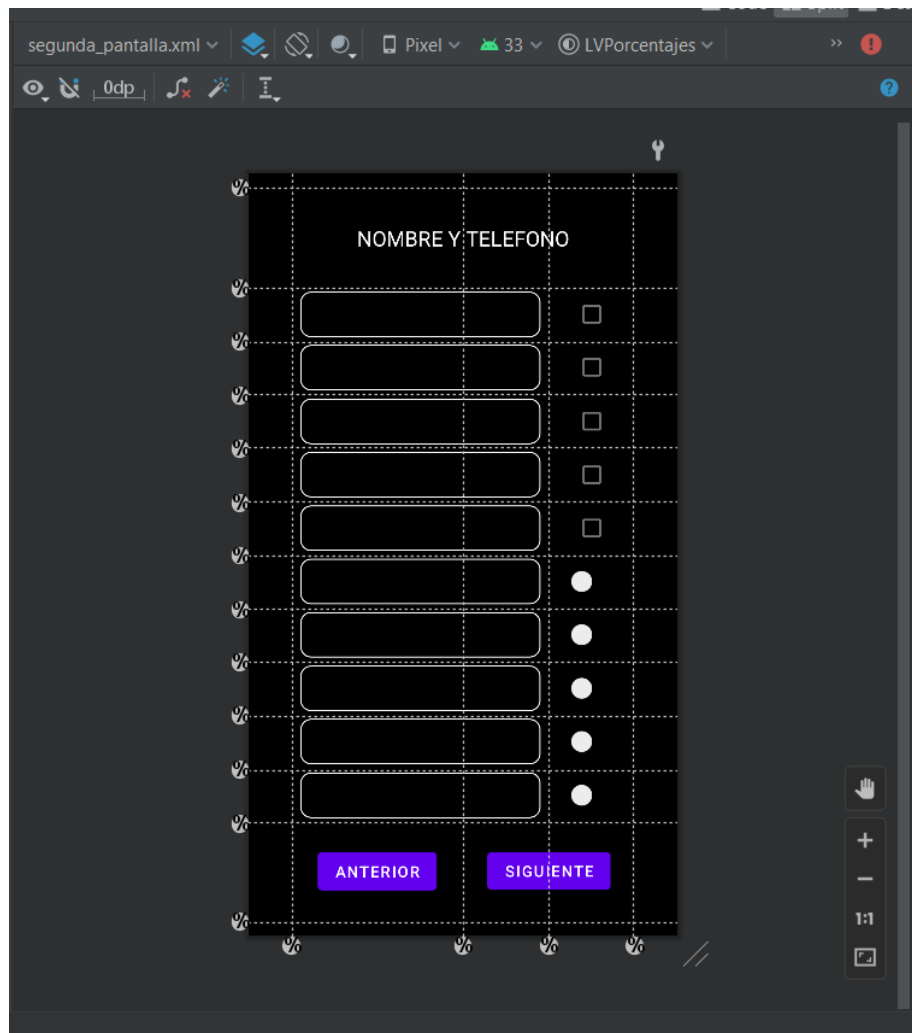 segunda_pantalla.xml Pixel 33 LVPorcentajes »
0dp
%
NOMBRE Y TELEFONO
%
%
%
%
%
%
%
%
%
%
%
ANTERIOR SIGUIENTE
1:1
%
% % % %